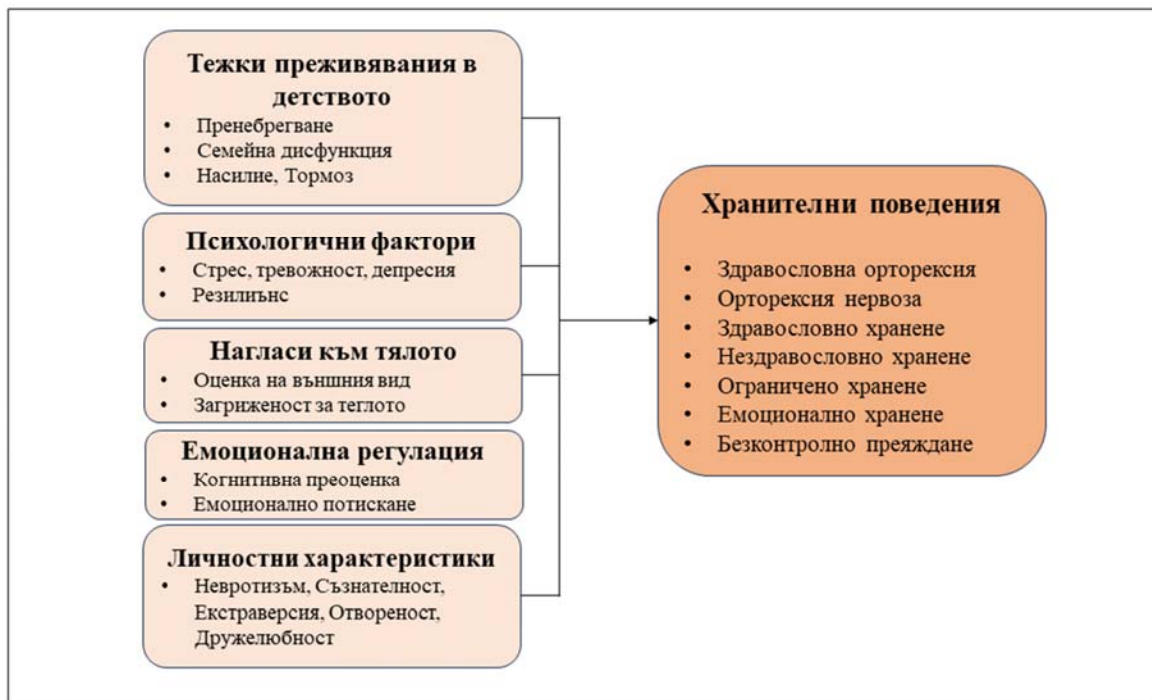 Тежки преживявания в
детството
• Пренебрегване
• Семейна дисфункция
• Насилие, Тормоз
Психологични фактори
• Стрес, тревожност, депресия
• Резилиънс
Нагласи към тялото
• Оценка на външния вид
• Загриженост за теглото
Емоционална регулация
• Когнитивна преоценка
• Емоционално потискане
Личностни характеристики
• Невротизъм, Съзнателност,
Екстраверсия, Отвореност,
Дружелюбност
Хранителни поведения
• Здравословна орторексия
• Орторексия нервоза
• Здравословно хранене
• Нездравословно хранене
• Ограничено хранене
• Емоционално хранене
• Безконтролно преяждане